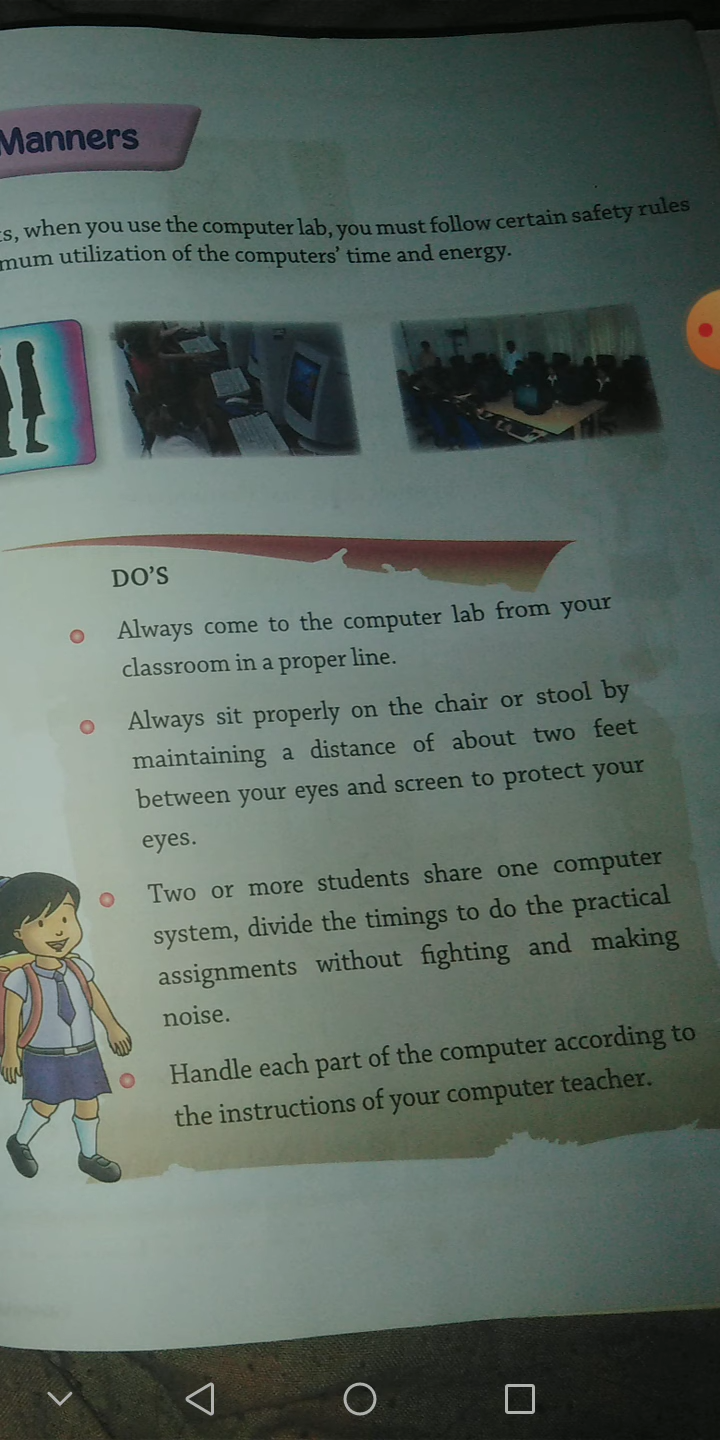 Manners
s, when you use the computer lab, you must follow certain safety rules
mum utilization of the computers' time and energy.
DO'S
Always come to the computer lab from your
classroom in a proper line.
Always sit properly on the chair or stool by
maintaining a distance of about two feet
between your eyes and screen to protect your
eyes.
Two or more students share one computer
system, divide the timings to do the practical
assignments without fighting and making
noise.
Handle each part of the computer according to
the instructions of your computer teacher.